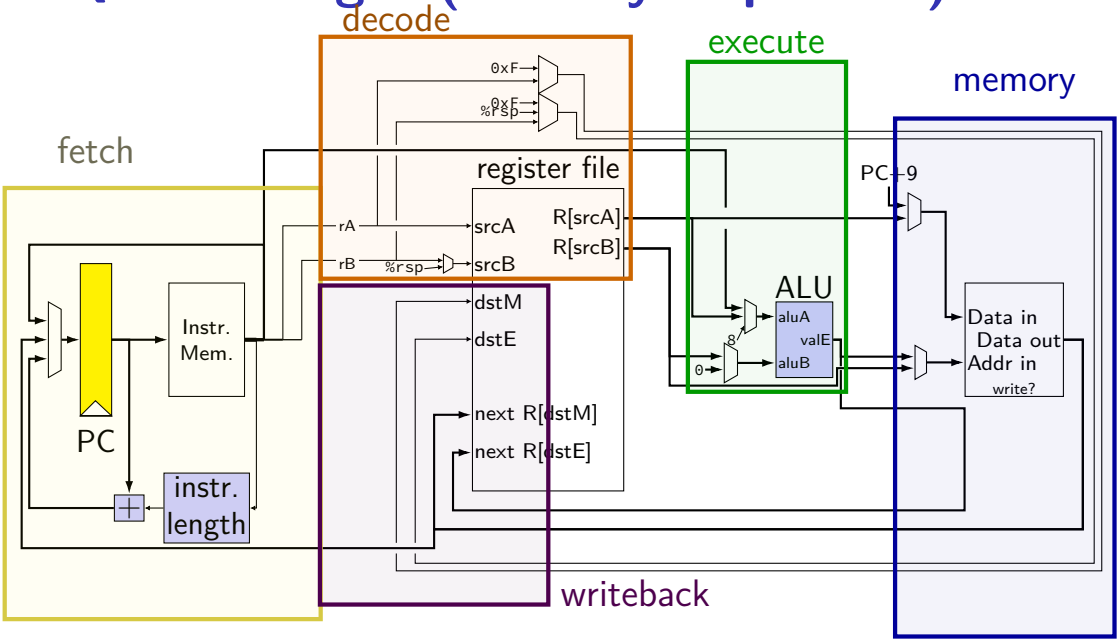 decode
execute
memory
fetch
writeback
0xF
0xF
%rsp
register file
PC+9
rA
srcA
R[srcA]
rB
%rsp
srcB
R[srcB]
dstM
dstE
ALU
aluA
valE
aluB
8
0
Instr.
Mem.
Data in
Data out
Addr in
write?
PC
next R[dstM]
next R[dstE]
+
instr.
length